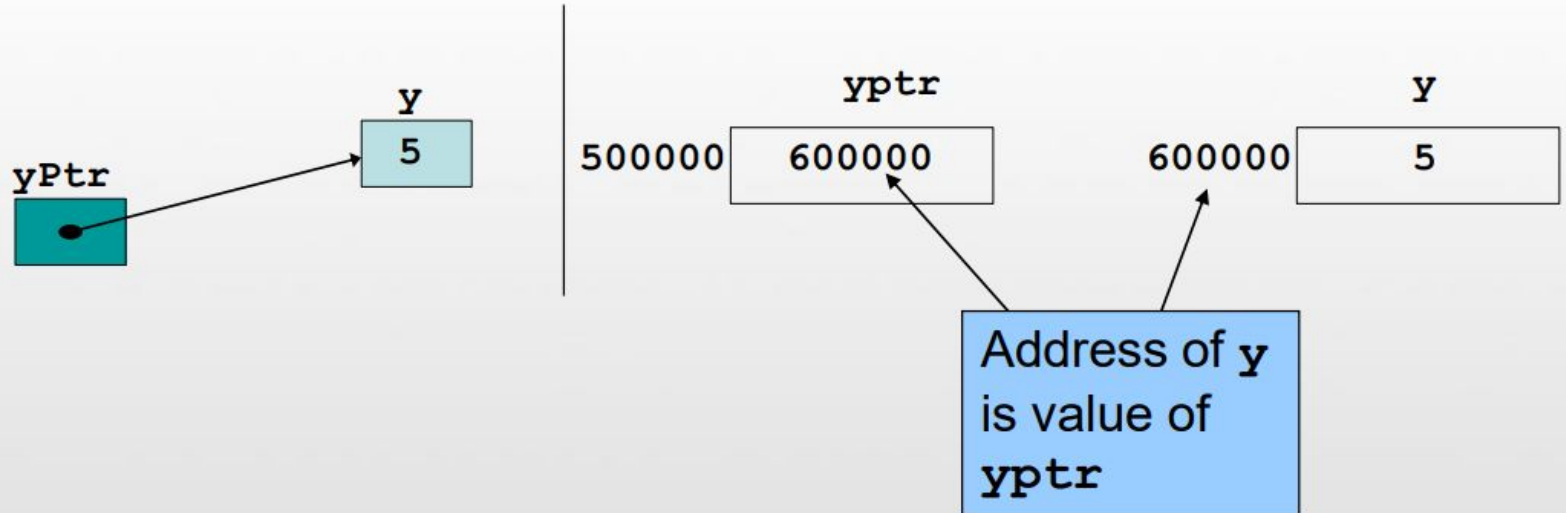 y
5
yPtr
yptr
500000
600000
y
600000
5
Address of y
is value of
yptr